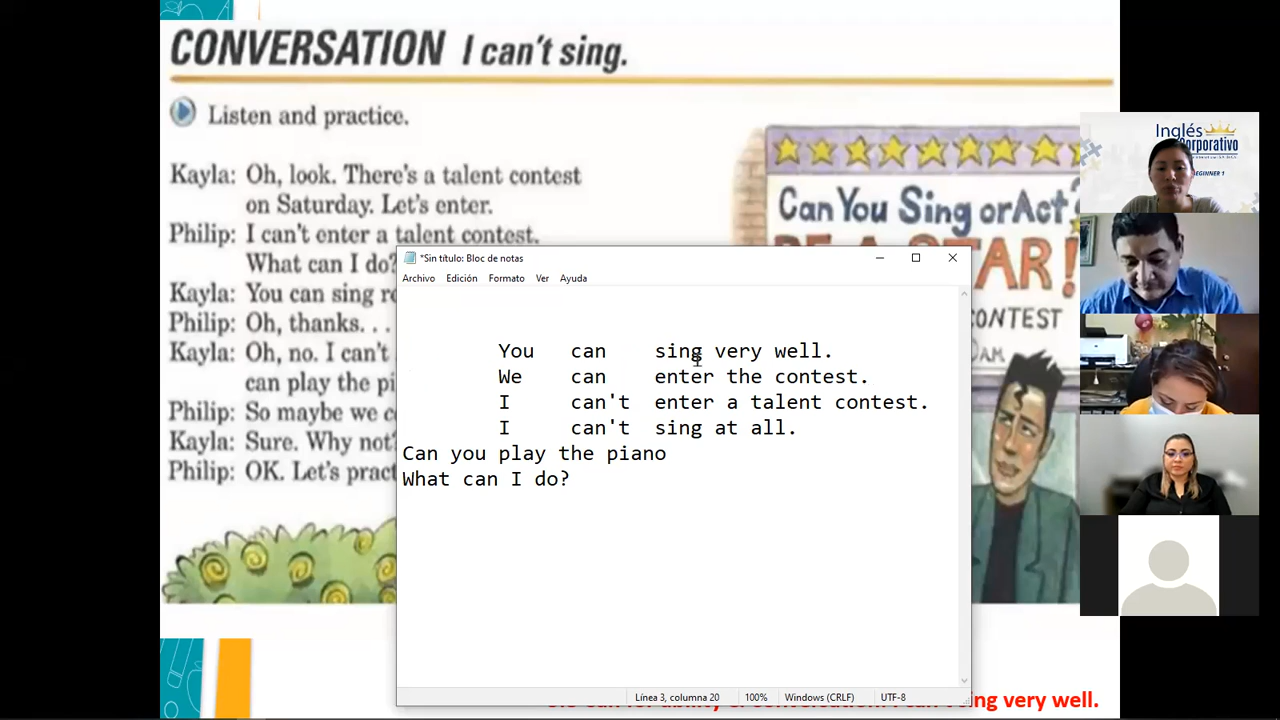 CONVERSATION I can't sing.
Listen and practice.
Kayla: Oh, look. There's a talent contest
on Saturday. Let's enter.
Philip: I can't enter a talent contest.
What can I do?
Kayla: You can sing
Philip: Oh, thanks. . .
Kayla: Oh, no. I can't
can play the
Philip: So maybe we
Kayla: Sure. Why not?
Philip: OK. Let's
Can You Sing or Act?
BE A STAR!
CONTEST
*Sin título: Bloc de notas
Archivo Edición Formato Ver Ayuda
You can sing very well.
We can enter the contest.
I can't enter a talent contest.
I can't sing at all.
Can you play the piano
What can I do?
Línea 3, columna 20 100% Windows (CRLF) UTF-8
very well.
Inglés
Corporativo